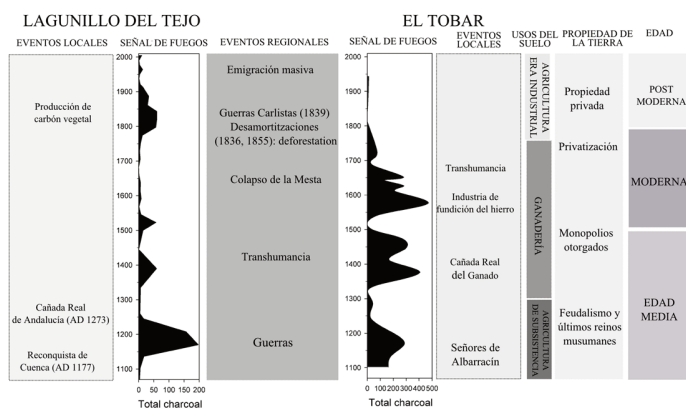 LAGUNILLO DEL TEJO
EL TOBAR
EVENTOS LOCALES
SEÑAL DE FUEGOS
EVENTOS REGIONALES
SEÑAL DE FUEGOS
EVENTOS
LOCALES
USOS DEL
SUELO
PROPIEDAD DE
LA TIERRA
EDAD
2000
1900
1800
1700
1600
1500
1400
1300
1200
1100
Producción de
carbón vegetal
Cañada Real
de Andalucía (AD 1273)
Reconquista de
Cuenca (AD 1177)
0 50 100 150 200
Total charcoal
Emigración masiva
Guerras Carlistas (1839)
Desamortitzaciones
(1836, 1855): deforestation
Colapso de la Mesta
Transhumancia
Guerras
2000
1900
1800
1700
1600
1500
1400
1300
1200
1100
0 100 200 300 400 500
Total charcoal
Transhumancia
Industria de
fundición del hierro
Cañada Real
del Ganado
Señores de
Albarracín
AGRICULTURA
ERA INDUSTRIAL
GANADERÍA
AGRICULTURA
DE SUBSISTENCIA
Propiedad
privada
Privatización
Monopolios
otorgados
Feudalismo y
últimos reinos
musumanes
POST
MODERNA
MODERNA
EDAD
MEDIA